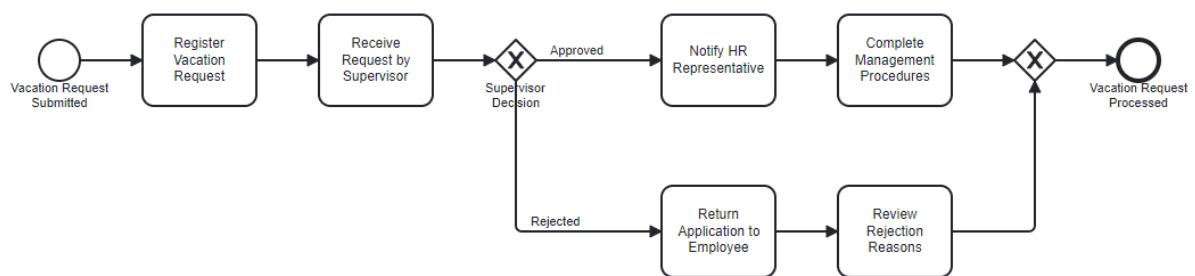 Vacation Request
Submitted
Register
Vacation
Request
Receive
Request by
Supervisor
Supervisor
Decision
Approved
Notify HR
Representative
Complete
Management
Procedures
Vacation Request
Processed
Rejected
Return
Application to
Employee
Review
Rejection
Reasons